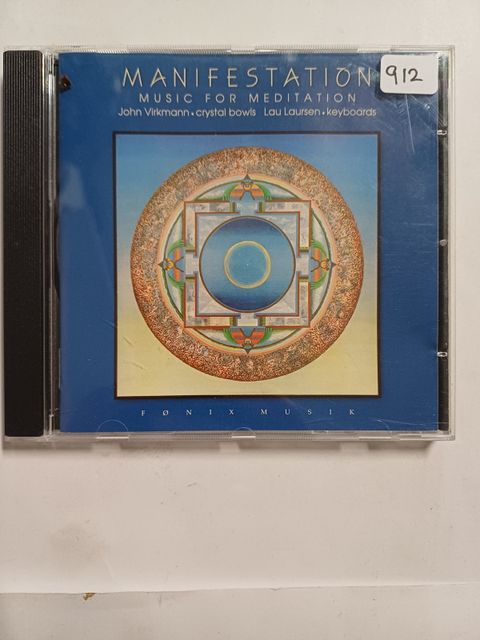 MANIFESTATION
912
MUSIC FOR MEDITATION
John Virkmann • crystal bowls Lau Laursen • keyboards
FØNIX MUSIK